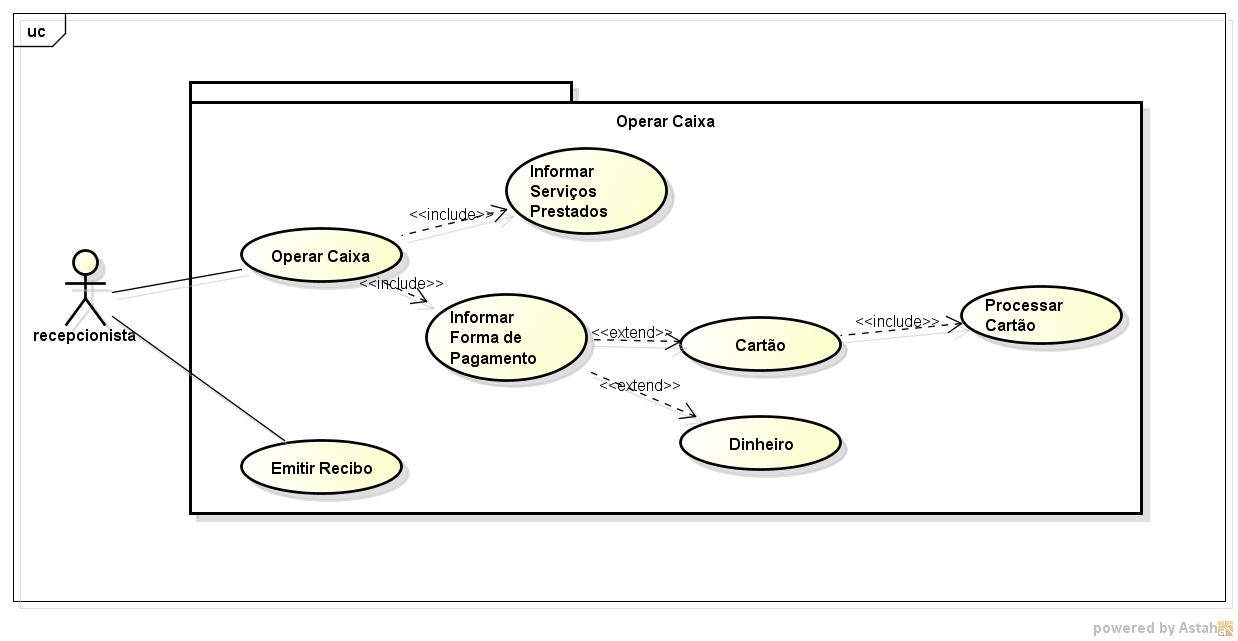 uc
Operar Caixa
Informar
Serviços
Prestados
<<include>>
Operar Caixa
<<include>>
recepcionista
Informar
Forma de
Pagamento
<<extend>>
Cartão
<<include>>
Processar
Cartão
<<extend>>
Dinheiro
Emitir Recibo
powered by Astah